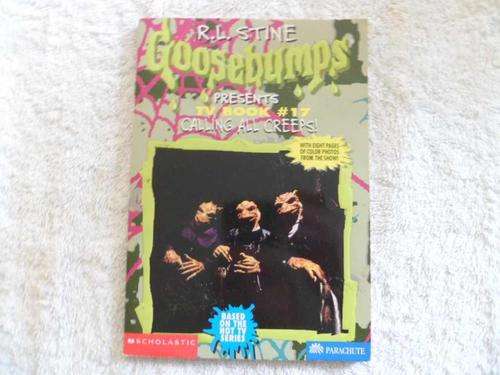 R.L. STINE
Goosebumps
PRESENTS
TV BOOK #17
CALLING ALL CREEPS!
WITH EIGHT PAGES
OF COLOR PHOTOS
FROM THE SHOW!
BASED
ON THE
HOT TV
SERIES
SCHOLASTIC
PARACHUTE